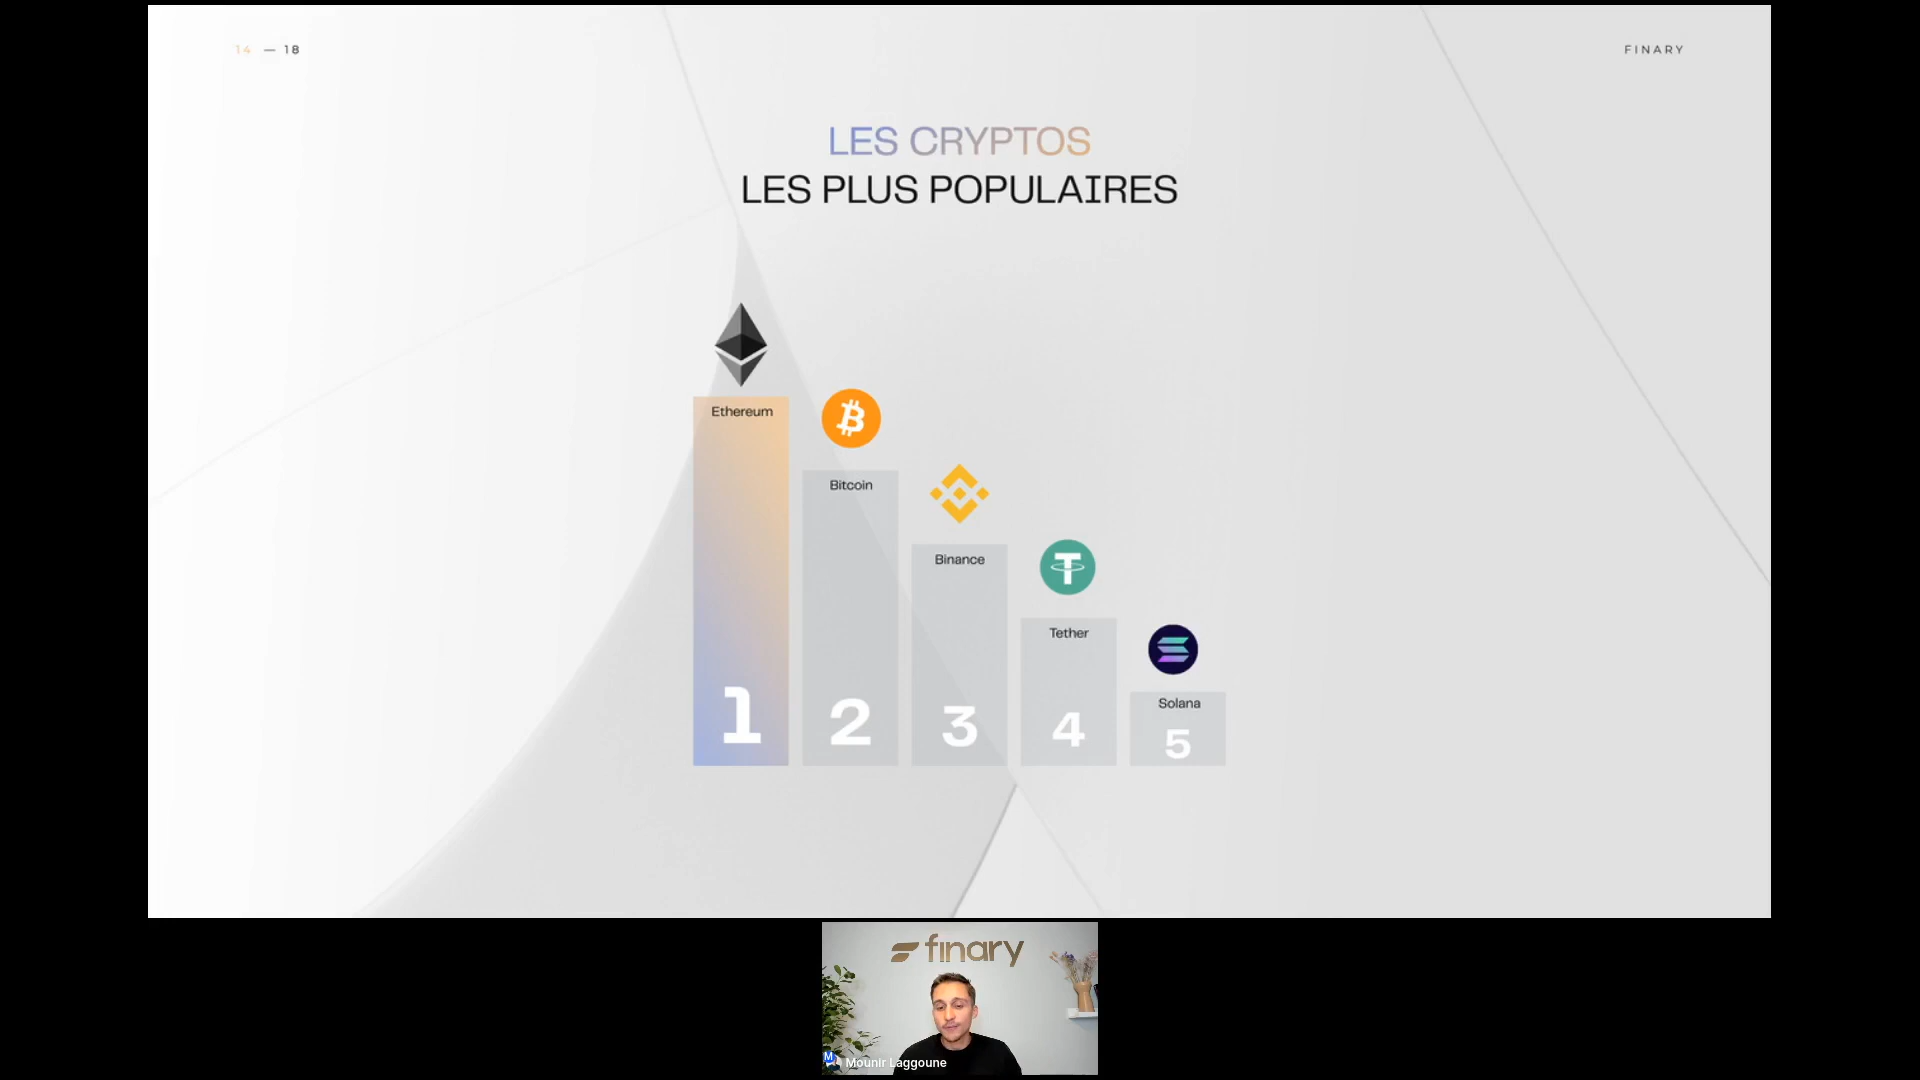 14 — 18
FINARY
LES CRYPTOS
LES PLUS POPULAIRES
Ethereum
Bitcoin
Binance
Tether
Solana
1
2
3
4
5
finary
M
Mounir Laggoune